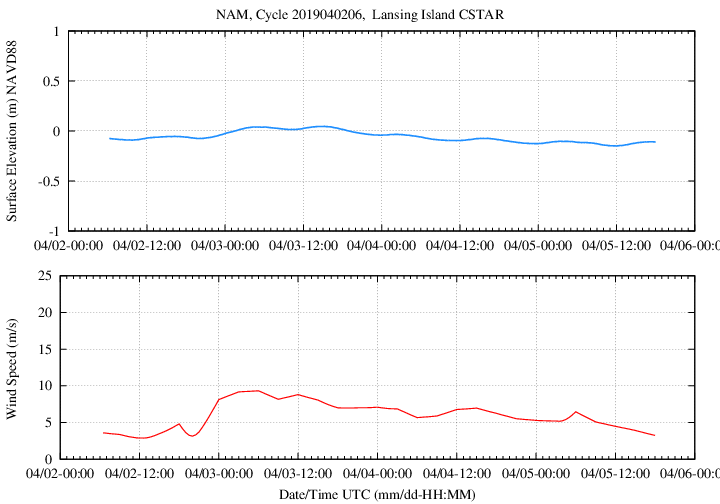 NAM, Cycle 2019040206,  Lansing Island CSTAR
1
0.5
0
-0.5
-1
Surface Elevation (m) NAVD88
04/02-00:00 04/02-12:00 04/03-00:00 04/03-12:00 04/04-00:00 04/04-12:00 04/05-00:00 04/05-12:00 04/06-00:0
25
20
15
10
5
0
Wind Speed (m/s)
04/02-00:00 04/02-12:00 04/03-00:00 04/03-12:00 04/04-00:00 04/04-12:00 04/05-00:00 04/05-12:00 04/06-00:0
Date/Time UTC (mm/dd-HH:MM)